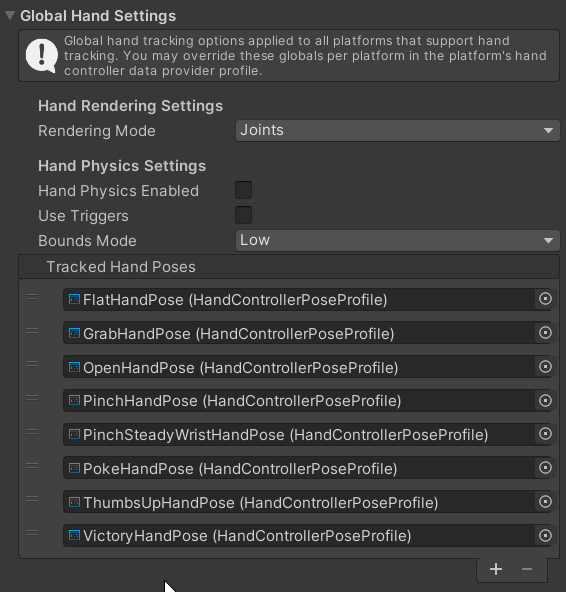 Global Hand Settings
Global hand tracking options applied to all platforms that support hand
tracking. You may override these globals per platform in the platform's hand
controller data provider profile.
Hand Rendering Settings
Rendering Mode Joints
Hand Physics Settings
Hand Physics Enabled
Use Triggers
Bounds Mode Low
Tracked Hand Poses
FlatHandPose (HandControllerPoseProfile)
GrabHandPose (HandControllerPoseProfile)
OpenHandPose (HandControllerPoseProfile)
PinchHandPose (HandControllerPoseProfile)
PinchSteadyWristHandPose (HandControllerPoseProfile)
PokeHandPose (HandControllerPoseProfile)
ThumbsUpHandPose (HandControllerPoseProfile)
VictoryHandPose (HandControllerPoseProfile)